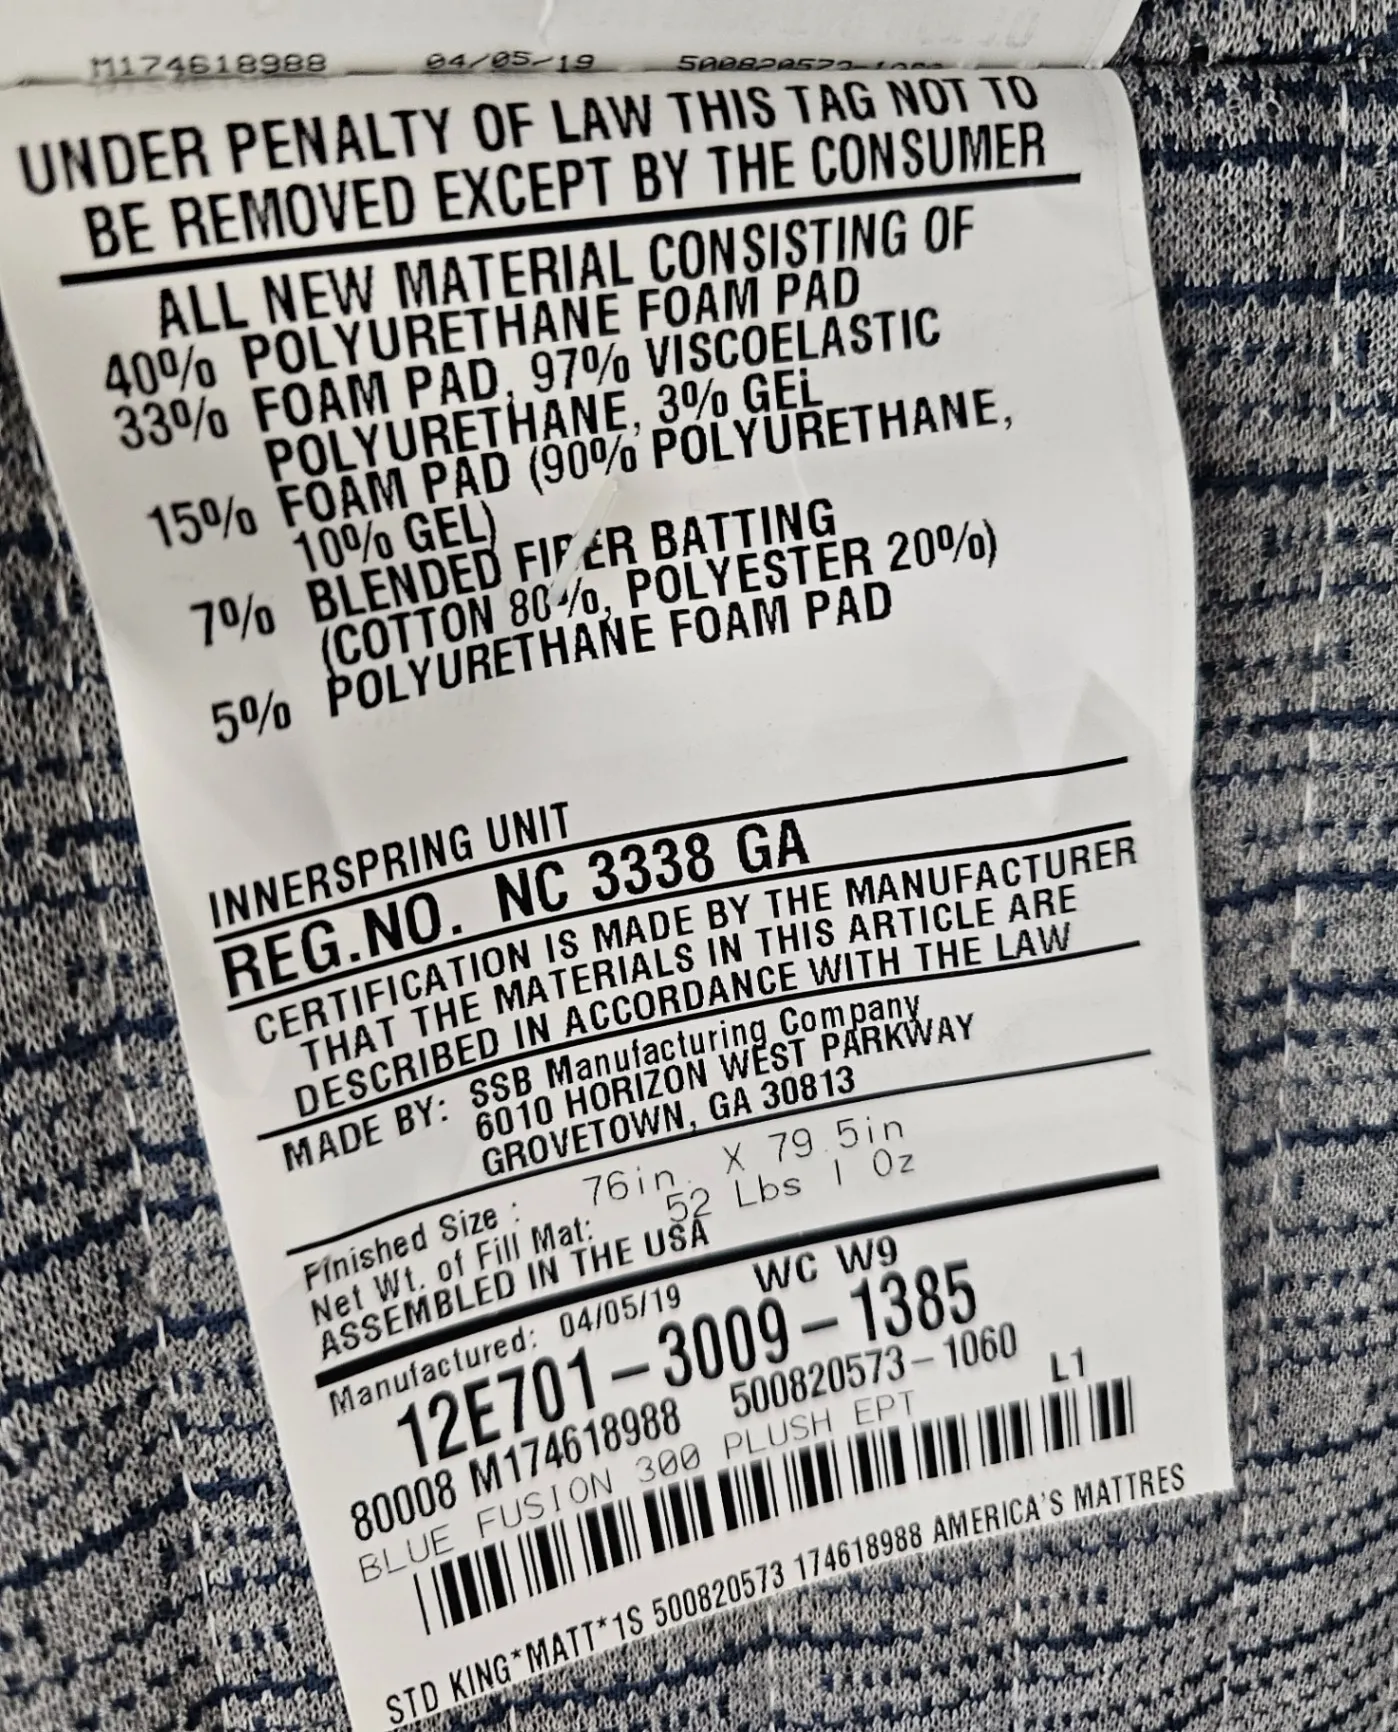 M174618988 04/05/19
UNDER PENALTY OF LAW THIS TAG NOT TO
BE REMOVED EXCEPT BY THE CONSUMER
ALL NEW MATERIAL CONSISTING OF
40% POLYURETHANE FOAM PAD
33% FOAM PAD, 97% VISCOELASTIC
POLYURETHANE, 3% GEL
15% FOAM PAD (90% POLYURETHANE,
10% GEL)
7% BLENDED FIBER BATTING
(COTTON 80%, POLYESTER 20%)
5% POLYURETHANE FOAM PAD
INNERSPRING UNIT
REG.NO. NC 3338 GA
CERTIFICATION IS MADE BY THE MANUFACTURER
THAT THE MATERIALS IN THIS ARTICLE ARE
DESCRIBED IN ACCORDANCE WITH THE LAW
MADE BY: SSB Manufacturing Company
6010 HORIZON WEST PARKWAY
GROVETOWN, GA 30813
Finished Size : 76in. X 79.5in
Net Wt. of Fill Mat: 52 Lbs 1 Oz
ASSEMBLED IN THE USA
Manufactured: 04/05/19 WC W9
12E701-3009-1385
80008 M174618988 500820573-1060
BLUE FUSION 300 PLUSH EPT L1
STD KING*MATT*1S 500820573 174618988 AMERICA'S MATTRES